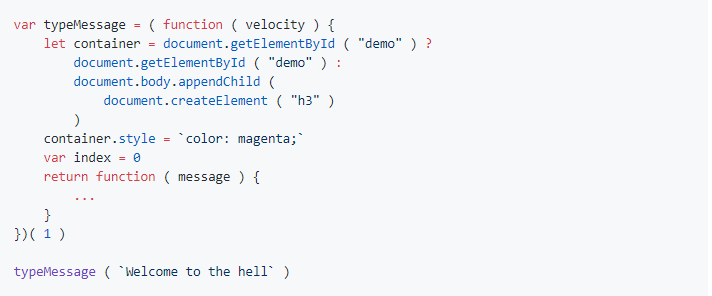 var typeMessage = ( function ( velocity ) {
    let container = document.getElementById ( "demo" ) ?
        document.getElementById ( "demo" ) :
        document.body.appendChild (
            document.createElement ( "h3" )
        )
    container.style = `color: magenta;`
    var index = 0
    return function ( message ) {
        ...
    }
})( 1 )
typeMessage ( `Welcome to the hell` )